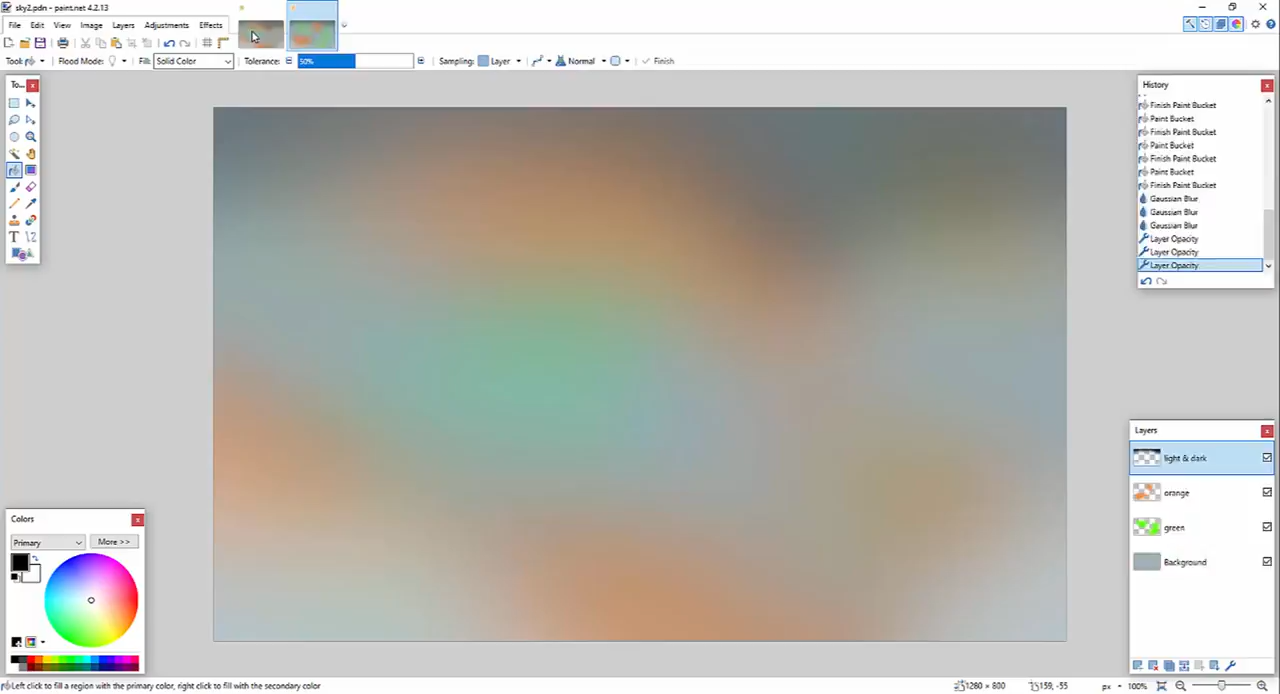 sky2.pdn - paint.net 4.2.13
File Edit View Image Layers Adjustments Effects
Tool: Flood Mode: Fill: Solid Color Tolerance: 50% Sampling: Layer Normal Finish
To...
History
Finish Paint Bucket
Paint Bucket
Finish Paint Bucket
Paint Bucket
Finish Paint Bucket
Paint Bucket
Finish Paint Bucket
Gaussian Blur
Gaussian Blur
Gaussian Blur
Layer Opacity
Layer Opacity
Layer Opacity
Layers
light & dark
orange
green
Background
Colors
Primary More >>
Left click to fill a region with the primary color, right click to fill with the secondary color 1280 × 800 159, -55 px 100%